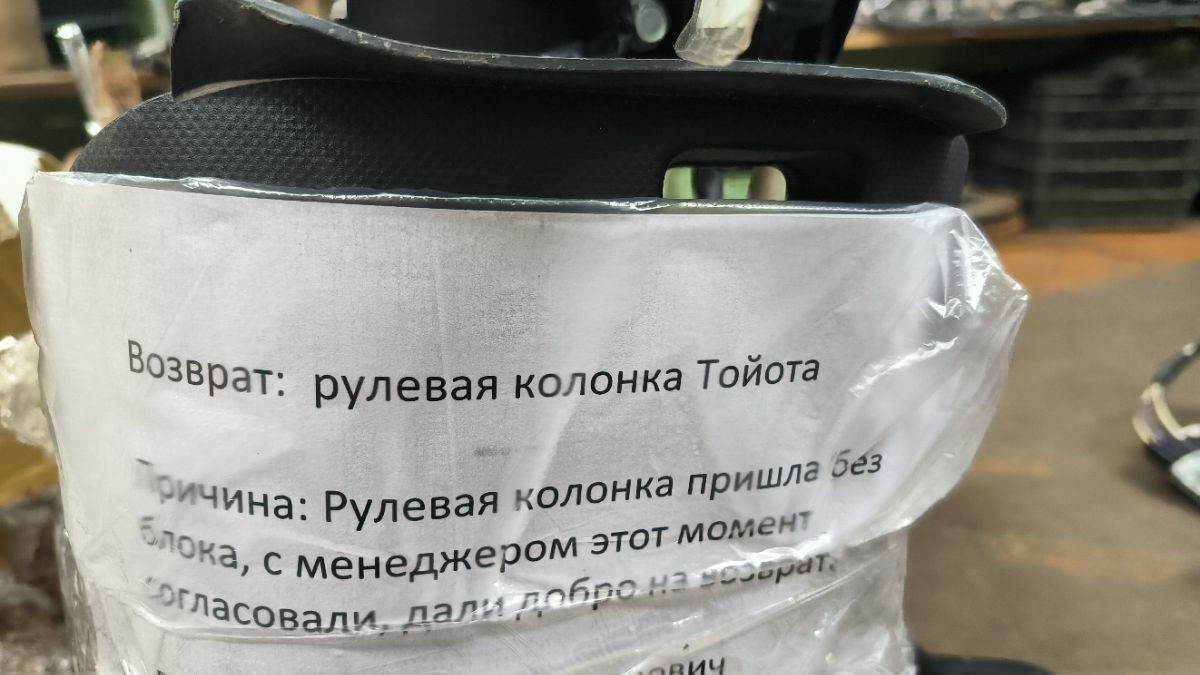 Возврат: рулевая колонка Тойота
Причина: Рулевая колонка пришла без
блока, с менеджером этот момент
согласовали, дали добро на возврат.